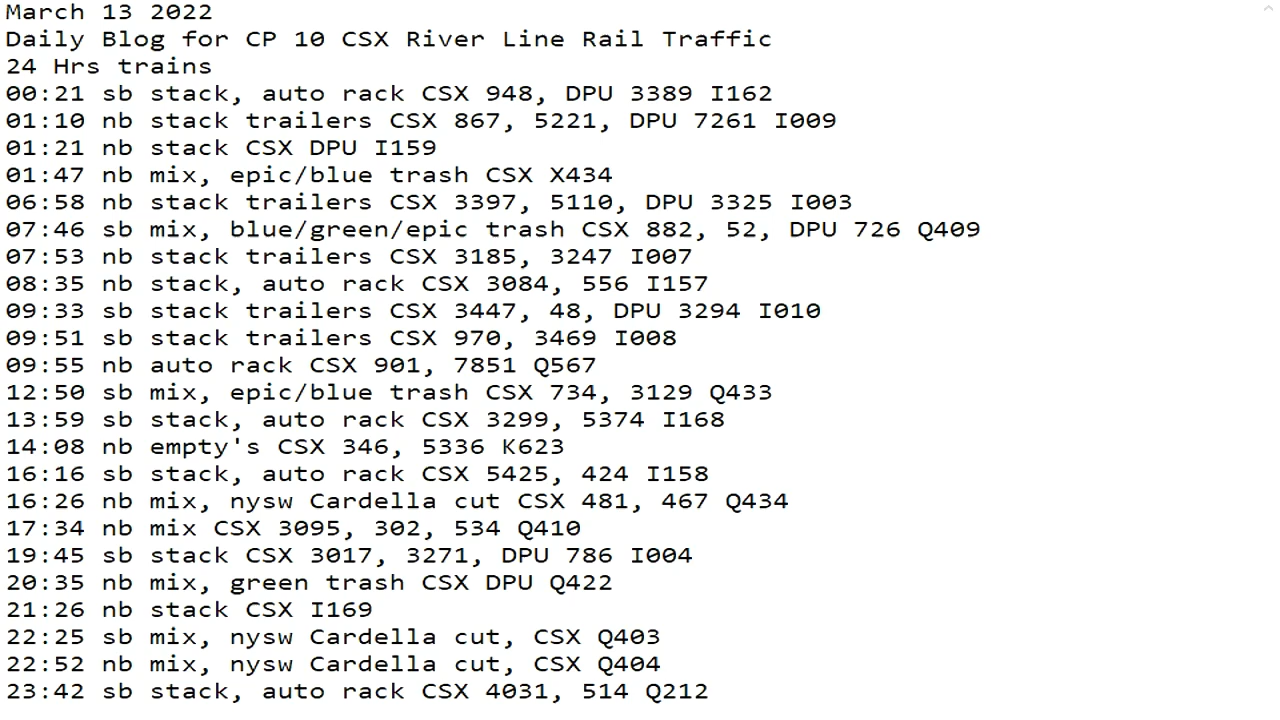 March 13 2022
Daily Blog for CP 10 CSX River Line Rail Traffic
24 Hrs trains
00:21 sb stack, auto rack CSX 948, DPU 3389 I162
01:10 nb stack trailers CSX 867, 5221, DPU 7261 I009
01:21 nb stack CSX DPU I159
01:47 nb mix, epic/blue trash CSX X434
06:58 nb stack trailers CSX 3397, 5110, DPU 3325 I003
07:46 sb mix, blue/green/epic trash CSX 882, 52, DPU 726 Q409
07:53 nb stack trailers CSX 3185, 3247 I007
08:35 nb stack, auto rack CSX 3084, 556 I157
09:33 sb stack trailers CSX 3447, 48, DPU 3294 I010
09:51 sb stack trailers CSX 970, 3469 I008
09:55 nb auto rack CSX 901, 7851 Q567
12:50 sb mix, epic/blue trash CSX 734, 3129 Q433
13:59 sb stack, auto rack CSX 3299, 5374 I168
14:08 nb empty's CSX 346, 5336 K623
16:16 sb stack, auto rack CSX 5425, 424 I158
16:26 nb mix, nysw Cardella cut CSX 481, 467 Q434
17:34 nb mix CSX 3095, 302, 534 Q410
19:45 sb stack CSX 3017, 3271, DPU 786 I004
20:35 nb mix, green trash CSX DPU Q422
21:26 nb stack CSX I169
22:25 sb mix, nysw Cardella cut, CSX Q403
22:52 nb mix, nysw Cardella cut, CSX Q404
23:42 sb stack, auto rack CSX 4031, 514 Q212